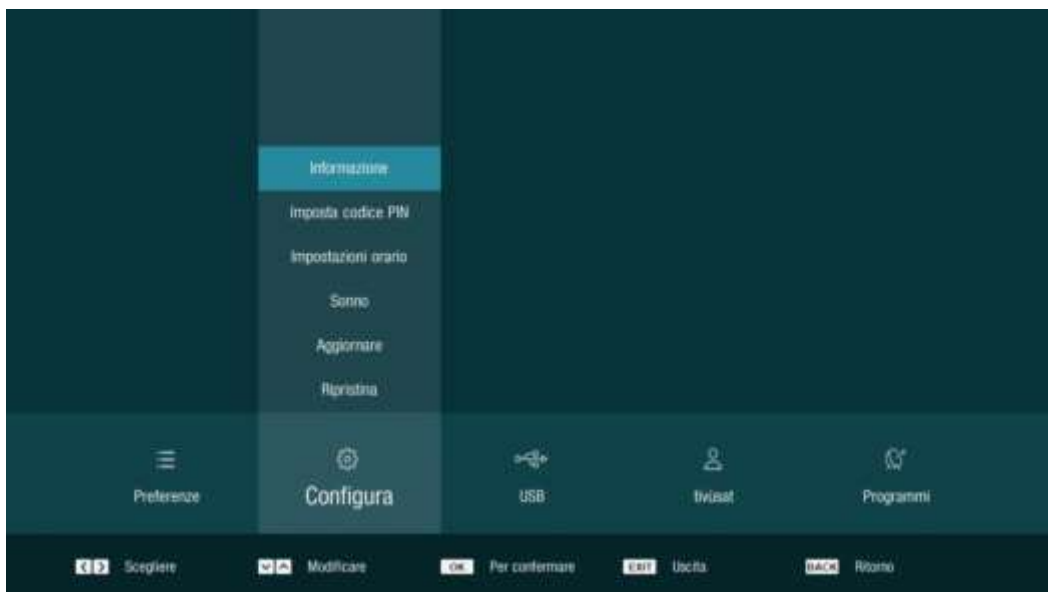 Informazione
Imposta codice PIN
Impostazioni orario
Sonno
Aggiornare
Ripristina
Preferenze
Configura
USB
tivùsat
Programmi
Scegliere
Modificare
OK Per confermare
EXIT Uscita
BACK Ritorno